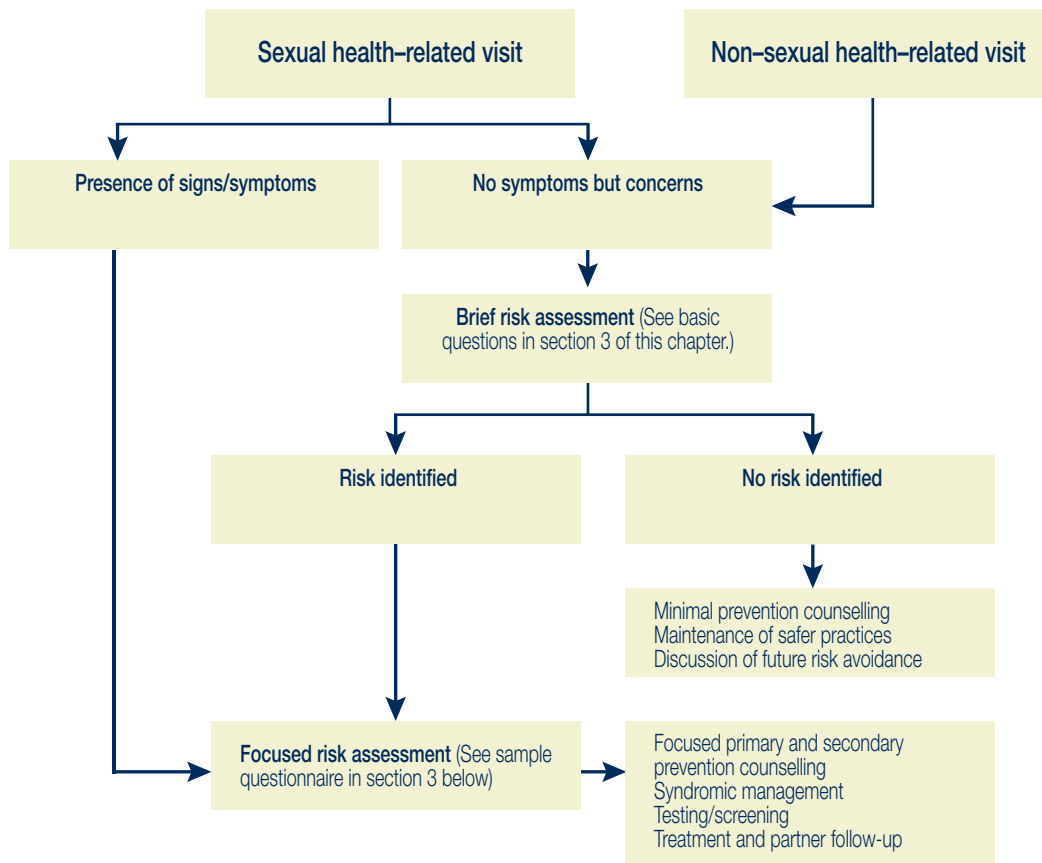 Sexual health–related visit
Non–sexual health–related visit
Presence of signs/symptoms
No symptoms but concerns
Brief risk assessment (See basic
questions in section 3 of this chapter.)
Risk identified
No risk identified
Minimal prevention counselling
Maintenance of safer practices
Discussion of future risk avoidance
Focused risk assessment (See sample
questionnaire in section 3 below)
Focused primary and secondary
prevention counselling
Syndromic management
Testing/screening
Treatment and partner follow-up